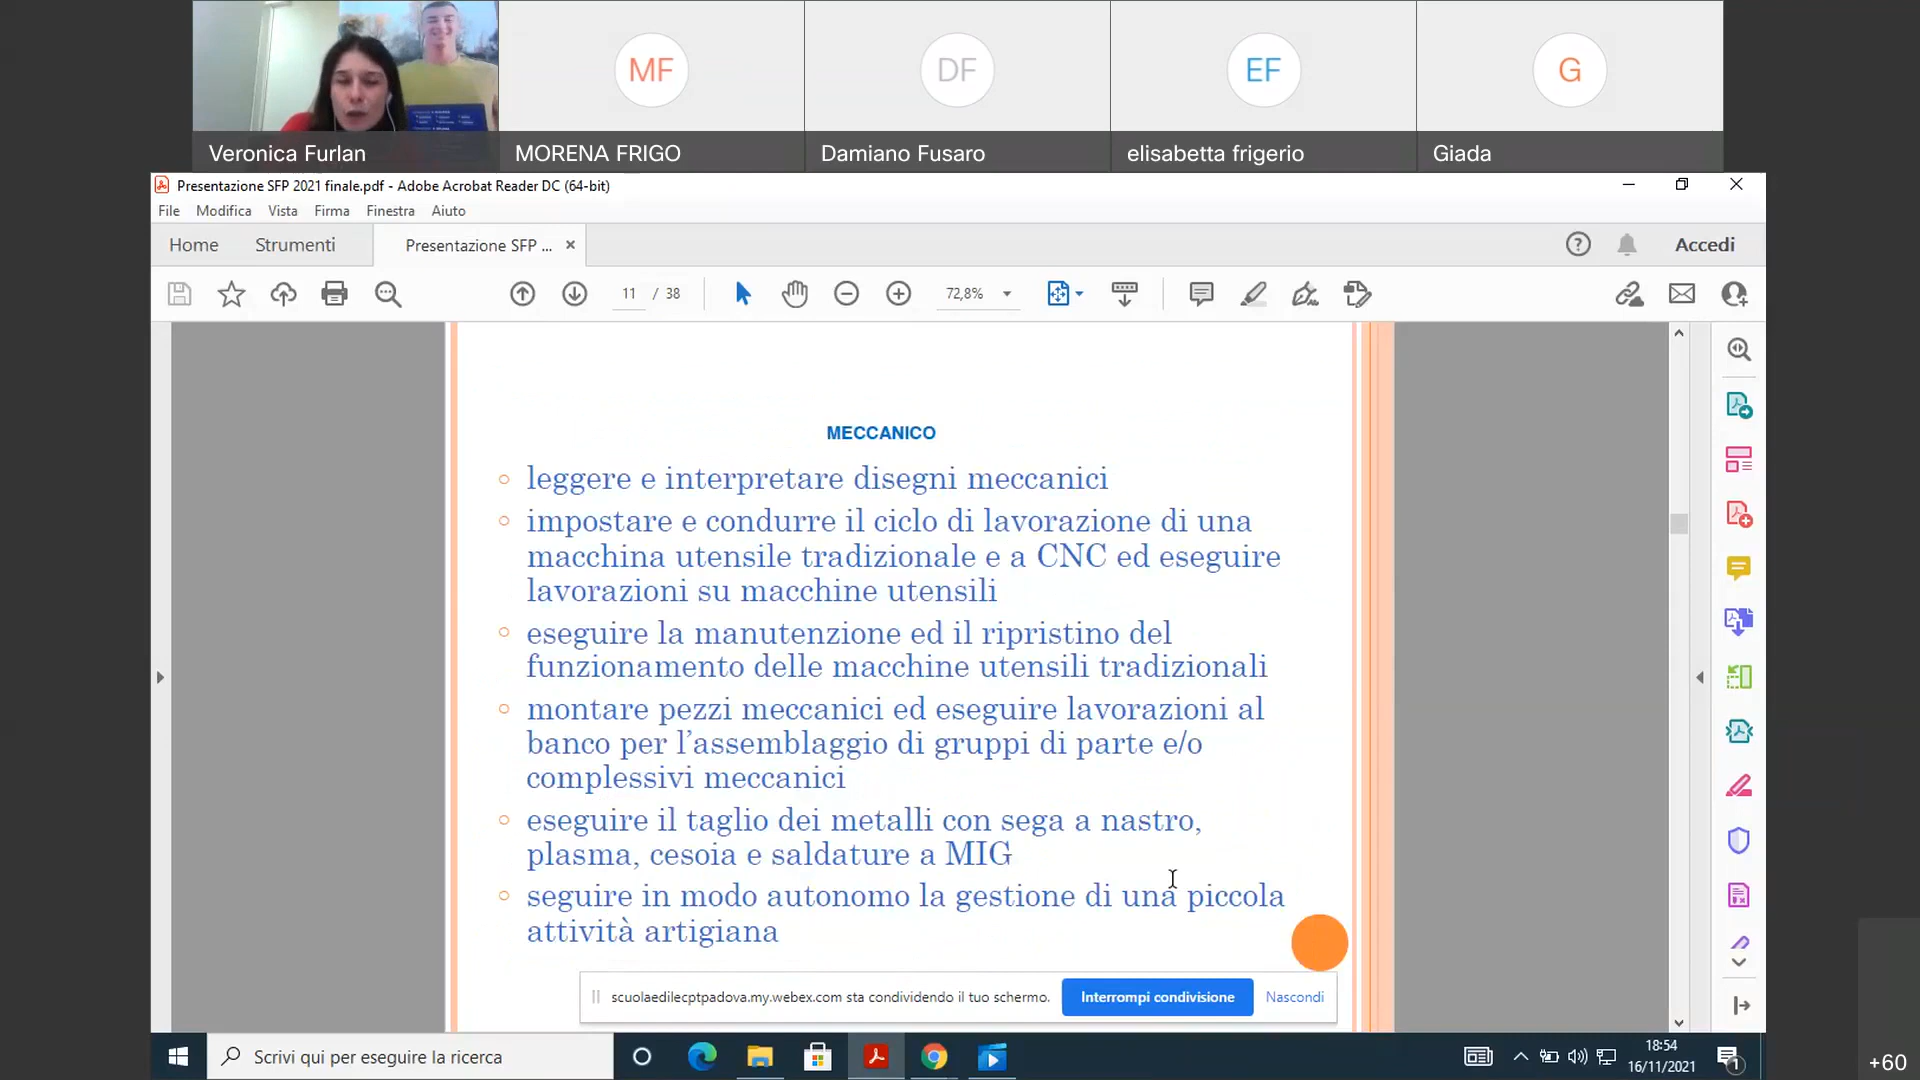 MF
DF
EF
G
Veronica Furlan
MORENA FRIGO
Damiano Fusaro
elisabetta frigerio
Giada
Presentazione SFP 2021 finale.pdf - Adobe Acrobat Reader DC (64-bit)
File Modifica Vista Firma Finestra Aiuto
Home Strumenti Presentazione SFP ... Accedi
11 / 38 72,8%
MECCANICO
leggere e interpretare disegni meccanici
impostare e condurre il ciclo di lavorazione di una
macchina utensile tradizionale e a CNC ed eseguire
lavorazioni su macchine utensili
eseguire la manutenzione ed il ripristino del
funzionamento delle macchine utensili tradizionali
montare pezzi meccanici ed eseguire lavorazioni al
banco per l’assemblaggio di gruppi di parte e/o
complessivi meccanici
eseguire il taglio dei metalli con sega a nastro,
plasma, cesoia e saldature a MIG
seguire in modo autonomo la gestione di una piccola
attività artigiana
scuolaedilecptpadova.my.webex.com sta condividendo il tuo schermo. Interrompi condivisione Nascondi
Scrivi qui per eseguire la ricerca
18:54
16/11/2021
1
+60